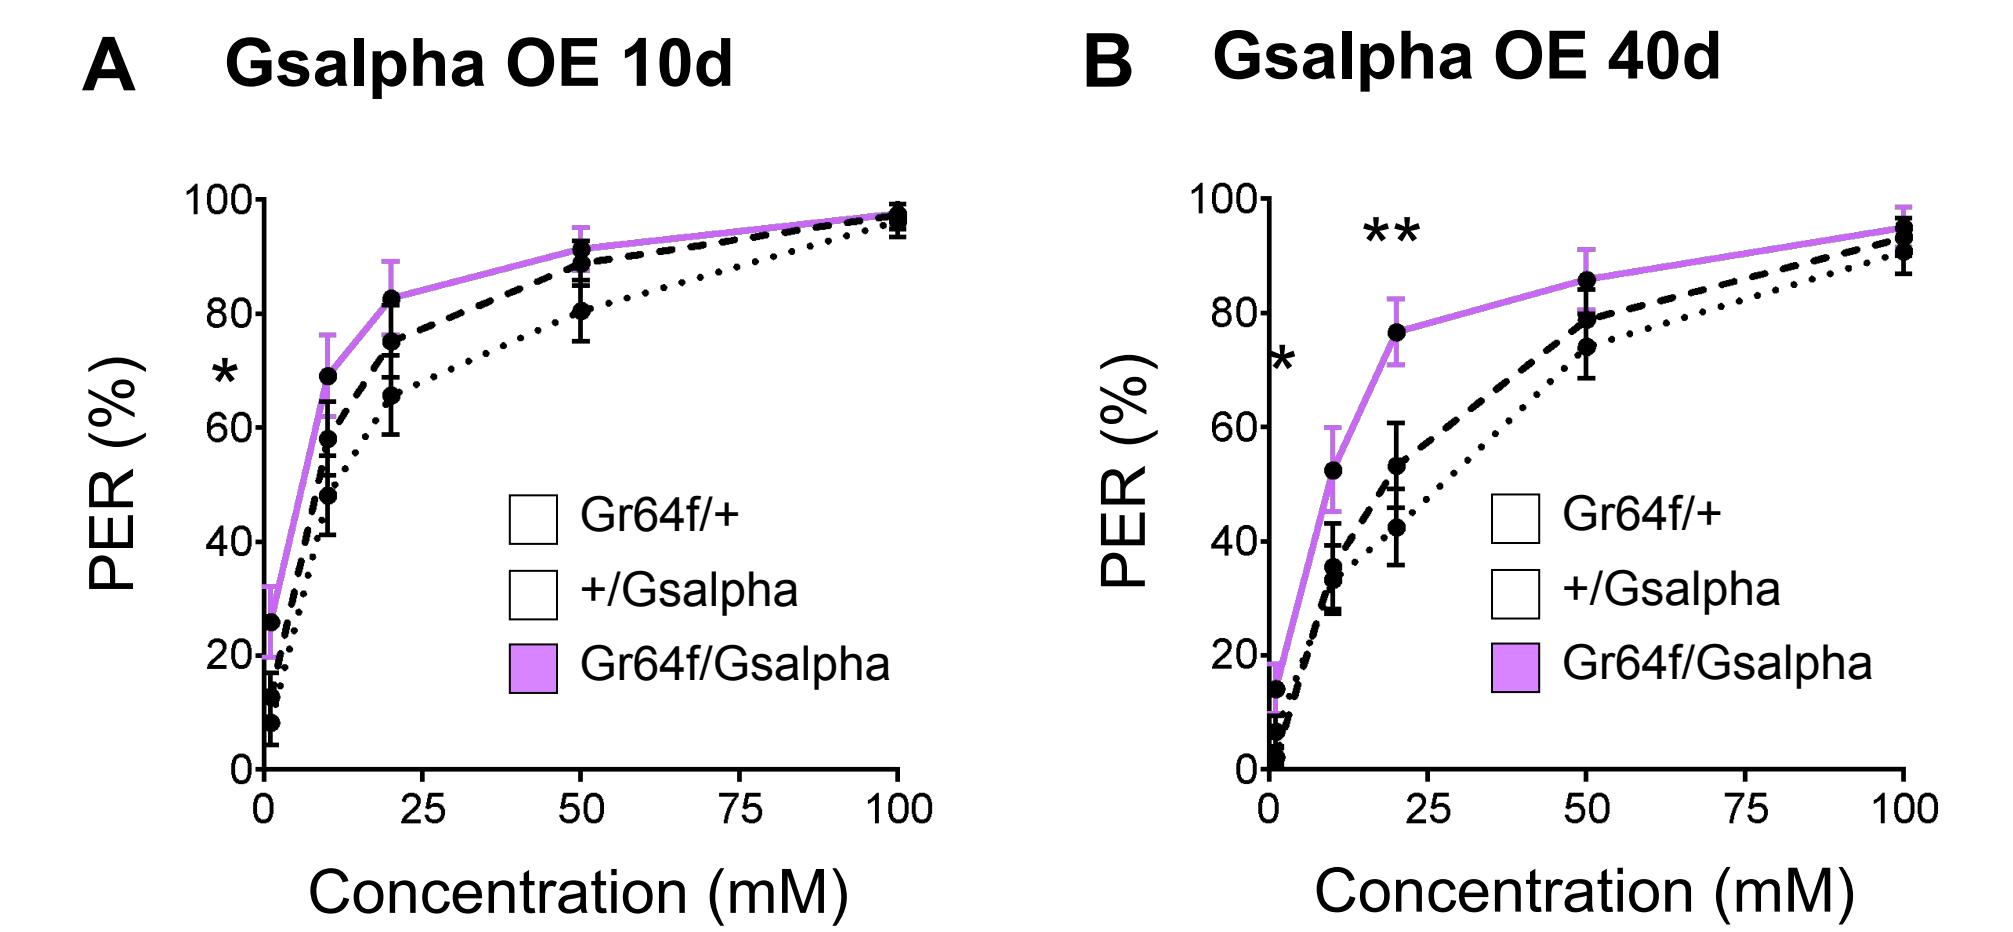 A Gsalpha OE 10d
PER (%)
100
80
60
40
20
0
*
0 25 50 75 100
Concentration (mM)
Gr64f/+
+/Gsalpha
Gr64f/Gsalpha
B Gsalpha OE 40d
PER (%)
100
80
60
40
20
0
*
**
0 25 50 75 100
Concentration (mM)
Gr64f/+
+/Gsalpha
Gr64f/Gsalpha